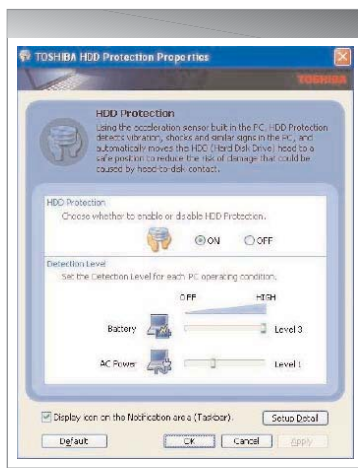 TOSHIBA HDD Protection Properties
TOSHIBA
HDD Protection
Using the acceleration sensor built in the PC, HDD Protection
detects vibration, shocks and similar signs in the PC, and
automatically moves the HDD (Hard Disk Drive) head to a
safe position to reduce the risk of damage that could be
caused by head-to-disk contact.
HDD Protection
Choose whether to enable or disable HDD Protection.
ON OFF
Detection Level
Set the Detection Level for each PC operating condition.
OFF HIGH
Battery Level 3
AC Power Level 1
Display icon on the Notification area (Taskbar). Setup Detail
Default OK Cancel Apply